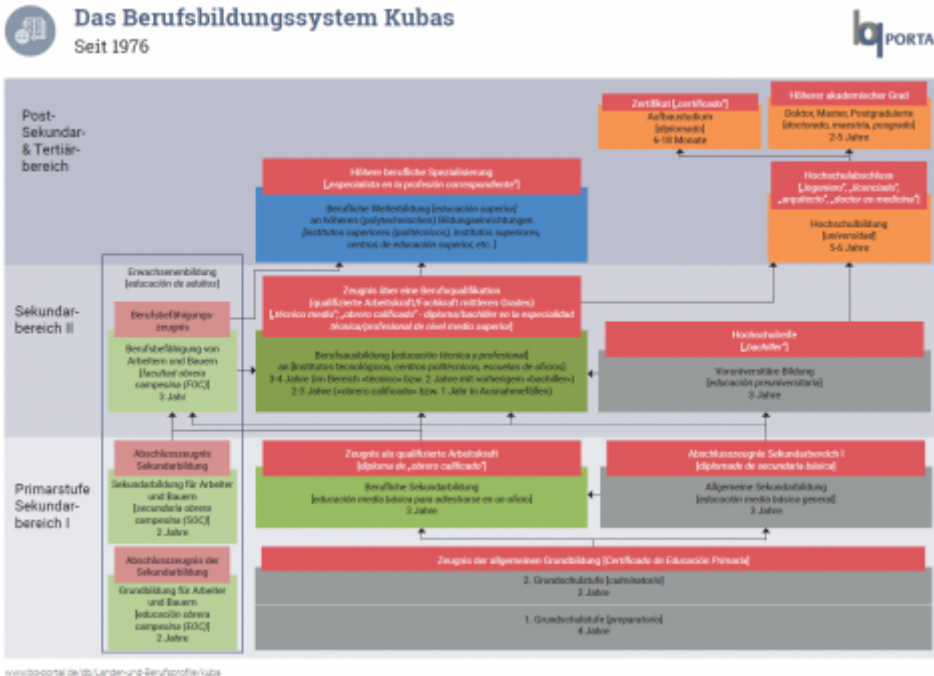 Das Berufsbildungssystem Kubas
Seit 1976
bq PORTA
Post-
Sekundar-
& Tertiär-
bereich
Zertifikat [„certificado“]
Aufbaustudium
[diplomado]
6-18 Monate
Höherer akademischer Grad
Doktor, Master, Postgraduierte
[doctorado, maestría, posgrado]
2-5 Jahre
Höhere berufliche Spezialisierung
[„especialista en la profesión correspondiente“]
Berufliche Weiterbildung [educación superior]
an höheren (polytechnischen) Bildungseinrichtungen
[institutos superiores (politécnicos), institutos superiores,
centros de educación superior, etc. ]
Hochschulabschluss
[„ingeniero“, „licenciado“,
„arquitecto“, „doctor en medicina“]
Hochschulbildung
[universidad]
5-6 Jahre
Sekundar-
bereich II
Erwachsenenbildung
[educación de adultos]
Berufsbefähigungs-
zeugnis
Berufsbefähigung von
Arbeitern und Bauern
[facultad obrera
campesina (FOC)]
3 Jahr
Zeugnis über eine Berufsqualifikation
(qualifizierte Arbeitskraft/Fachkraft mittleren Grades)
[„técnico medio“; „obrero calificado“ - diploma/bachiller en la especialidad
técnica/profesional de nivel medio superior]
Berufsausbildung [educación técnica y profesional]
an [institutos tecnológicos, centros politécnicos, escuelas de oficios]
3-4 Jahre (im Bereich «técnico» bzw. 2 Jahre mit vorherigem «bachiller»)
2-3 Jahre («obrero calificado» bzw. 1 Jahr in Ausnahmefällen)
Hochschulreife
[„bachiller“]
Voruniversitäre Bildung
[educación preuniversitaria]
3 Jahre
Primarstufe
Sekundar-
bereich I
Abschlusszeugnis
Sekundarbildung
Sekundarbildung für Arbeiter
und Bauern
[secundaria obrera
campesina (SOC)]
2 Jahre
Zeugnis als qualifizierte Arbeitskraft
[diploma de „obrero calificado“]
Berufliche Sekundarbildung
[educación media básica para adiestrarse en un oficio]
3 Jahre
Abschlusszeugnis Sekundarbereich I
[diplomade de secundaria básica]
Allgemeine Sekundarbildung
[educación media básica general]
3 Jahre
Abschlusszeugnis der
Sekundarbildung
Grundbildung für Arbeiter
und Bauern
[educación obrera
campesina (EOC)]
2 Jahre
Zeugnis der allgemeinen Grundbildung [Certificado de Educación Primaria]
2. Grundschulstufe [culminatoria]
2 Jahre
1. Grundschulstufe [preparatorio]
4 Jahre
www.bq-portal.de/db/Länder-und-Berufsprofile/kuba